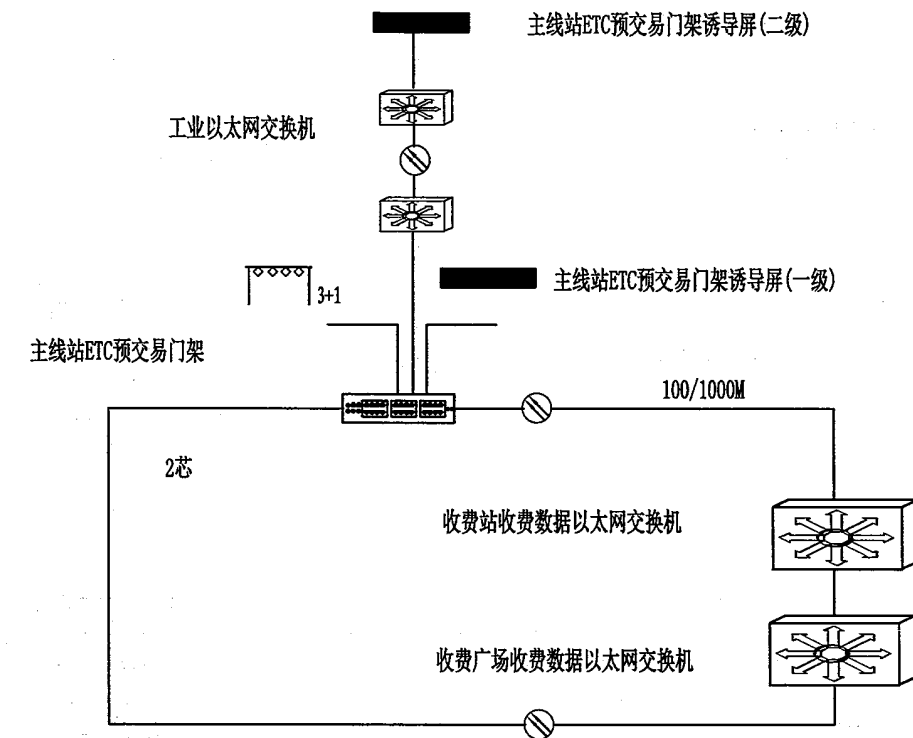 主线站ETC预交易门架诱导屏(二级)
工业以太网交换机
主线站ETC预交易门架诱导屏(一级)
3+1
主线站ETC预交易门架
100/1000M
2芯
收费站收费数据以太网交换机
收费广场收费数据以太网交换机